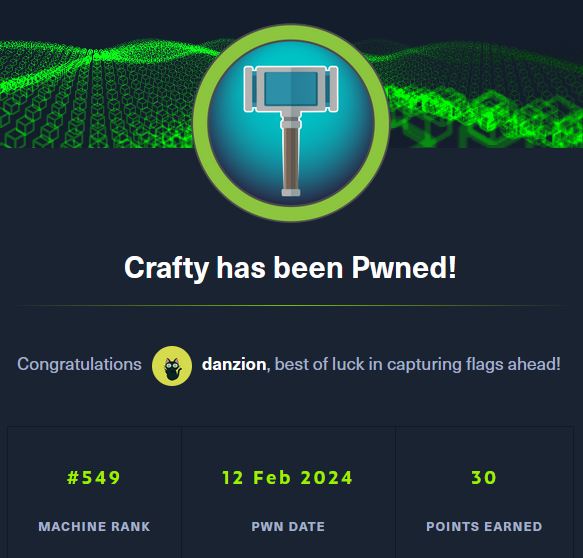 Crafty has been Pwned!
Congratulations danzion, best of luck in capturing flags ahead!
#549 12 Feb 2024 30
MACHINE RANK PWN DATE POINTS EARNED